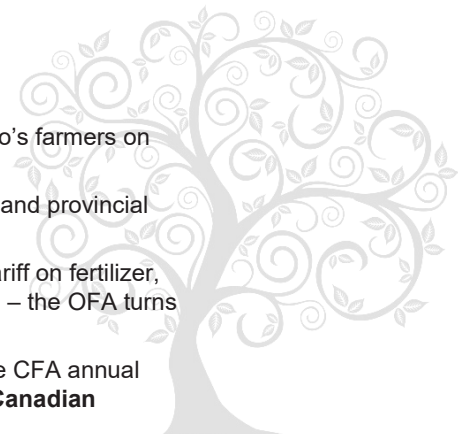 o’s farmers on
and provincial
ariff on fertilizer,
– the OFA turns
e CFA annual
Canadian